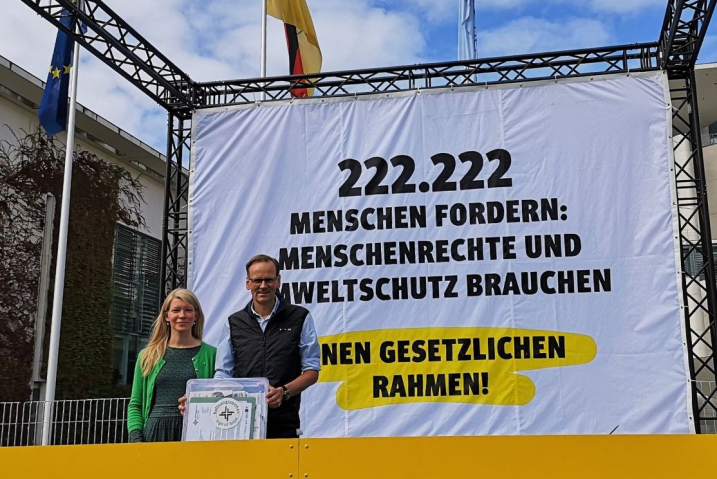 222.222
MENSCHEN FORDERN:
MENSCHENRECHTE UND
MWELTSCHUTZ BRAUCHEN
NEN GESETZLICHEN
RAHMEN!